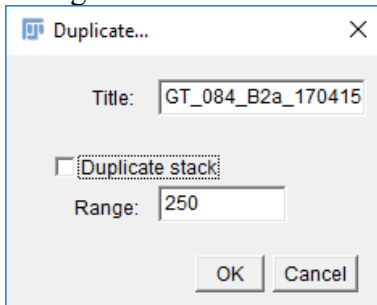 Duplicate...
Title: GT_084_B2a_170415
Duplicate stack
Range: 250
OK Cancel